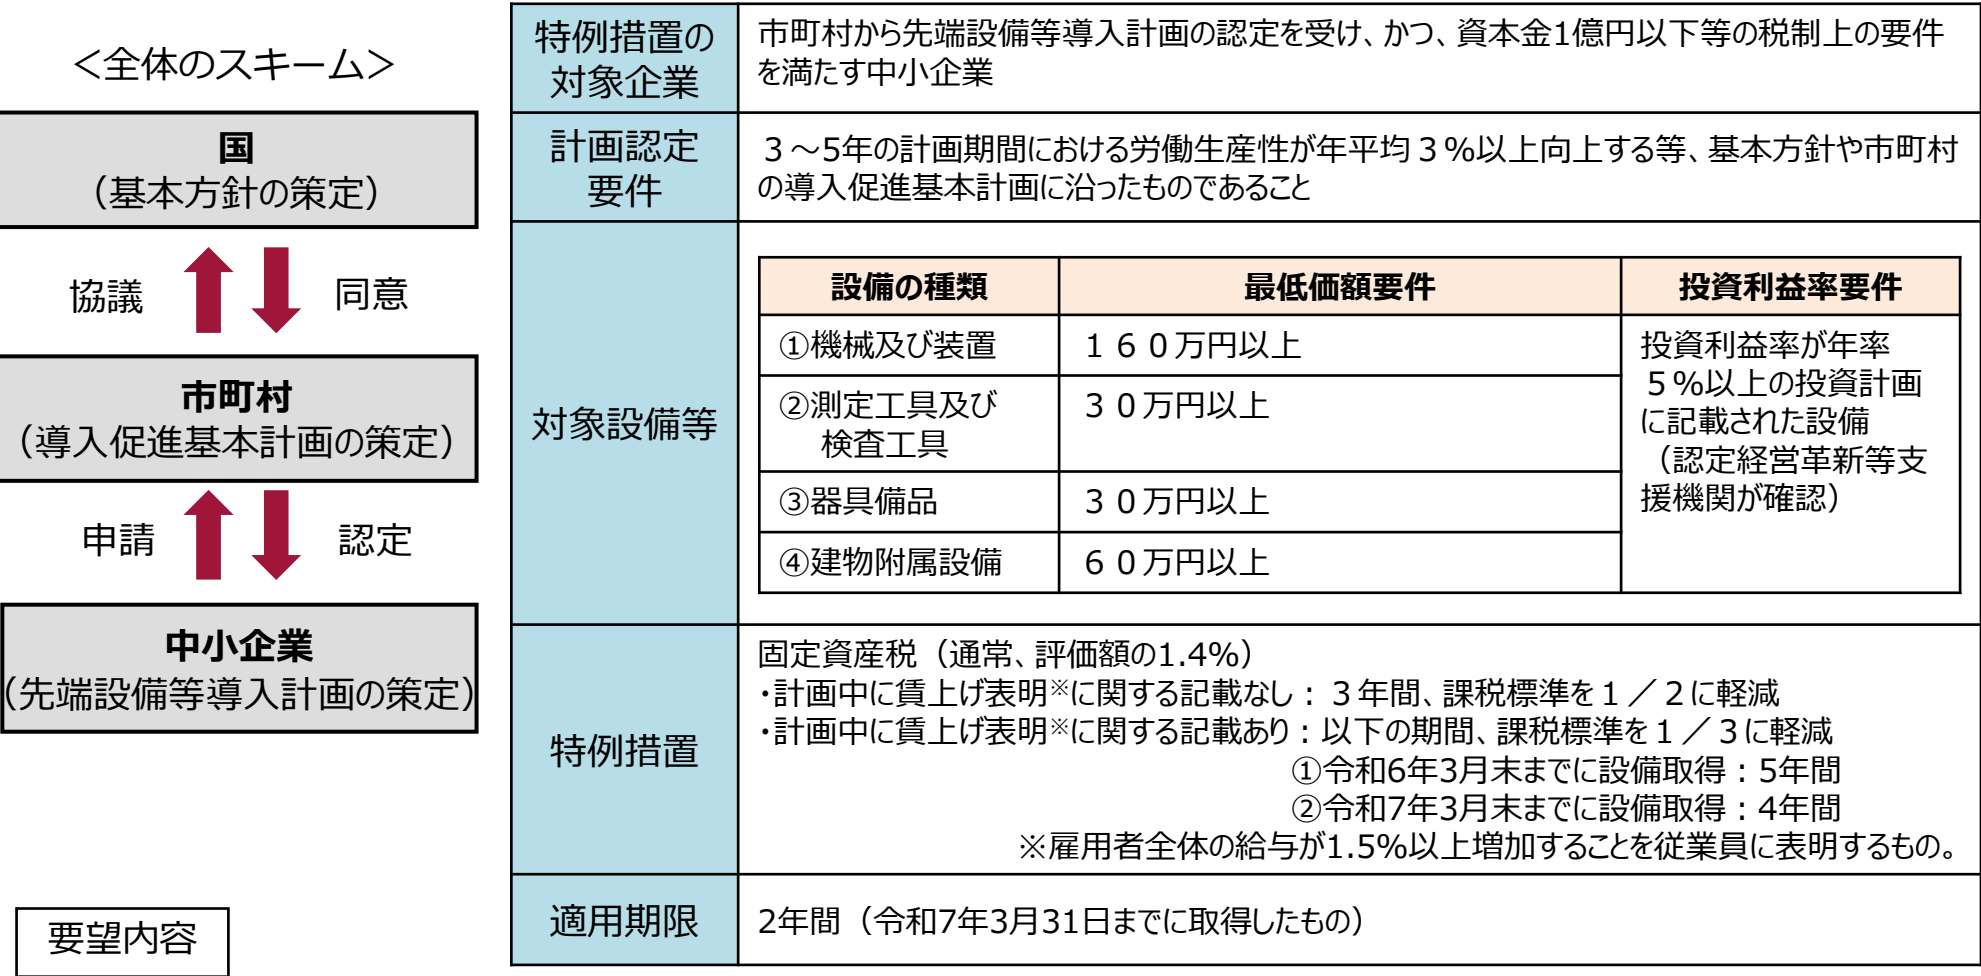 ＜全体のスキーム＞
国
（基本方針の策定）
協議
同意
市町村
（導入促進基本計画の策定）
申請
認定
中小企業
（先端設備等導入計画の策定）
要望内容
特例措置の
対象企業
市町村から先端設備等導入計画の認定を受け、かつ、資本金1億円以下等の税制上の要件
を満たす中小企業
計画認定
要件
３～5年の計画期間における労働生産性が年平均３%以上向上する等、基本方針や市町村
の導入促進基本計画に沿ったものであること
対象設備等
設備の種類
最低価額要件
投資利益率要件
①機械及び装置
１６０万円以上
②測定工具及び
検査工具
３０万円以上
③器具備品
３０万円以上
④建物附属設備
６０万円以上
投資利益率が年率
５%以上の投資計画
に記載された設備
（認定経営革新等支
援機関が確認）
特例措置
固定資産税（通常、評価額の1.4%）
・計画中に賃上げ表明※に関する記載なし：３年間、課税標準を１／２に軽減
・計画中に賃上げ表明※に関する記載あり：以下の期間、課税標準を１／３に軽減
①令和6年3月末までに設備取得：5年間
②令和7年3月末までに設備取得：4年間
※雇用者全体の給与が1.5%以上増加することを従業員に表明するもの。
適用期限
2年間（令和7年3月31日までに取得したもの）